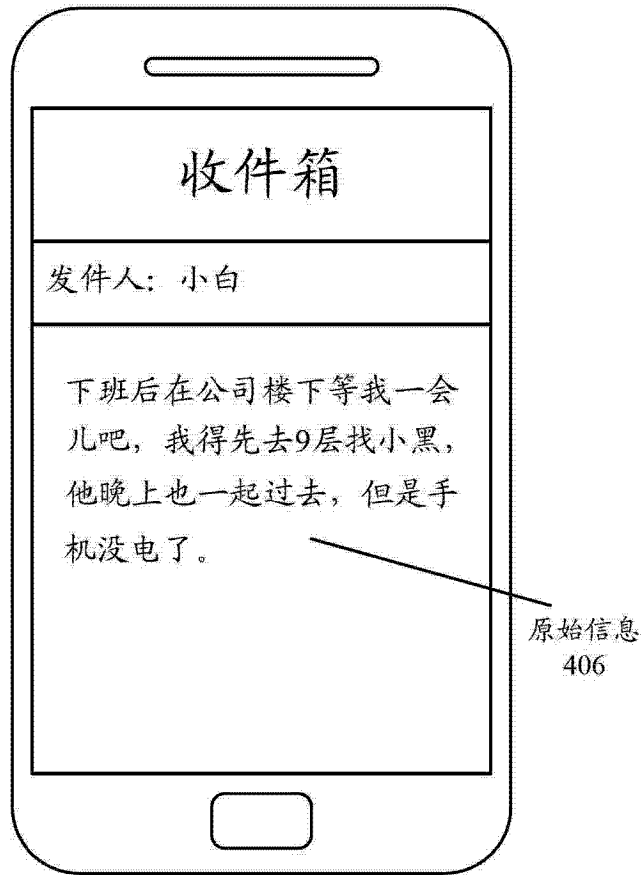 收件箱
发件人：小白
下班后在公司楼下等我一会
儿吧，我得先去9层找小黑，
他晚上也一起过去，但是手
机没电了。
原始信息
406